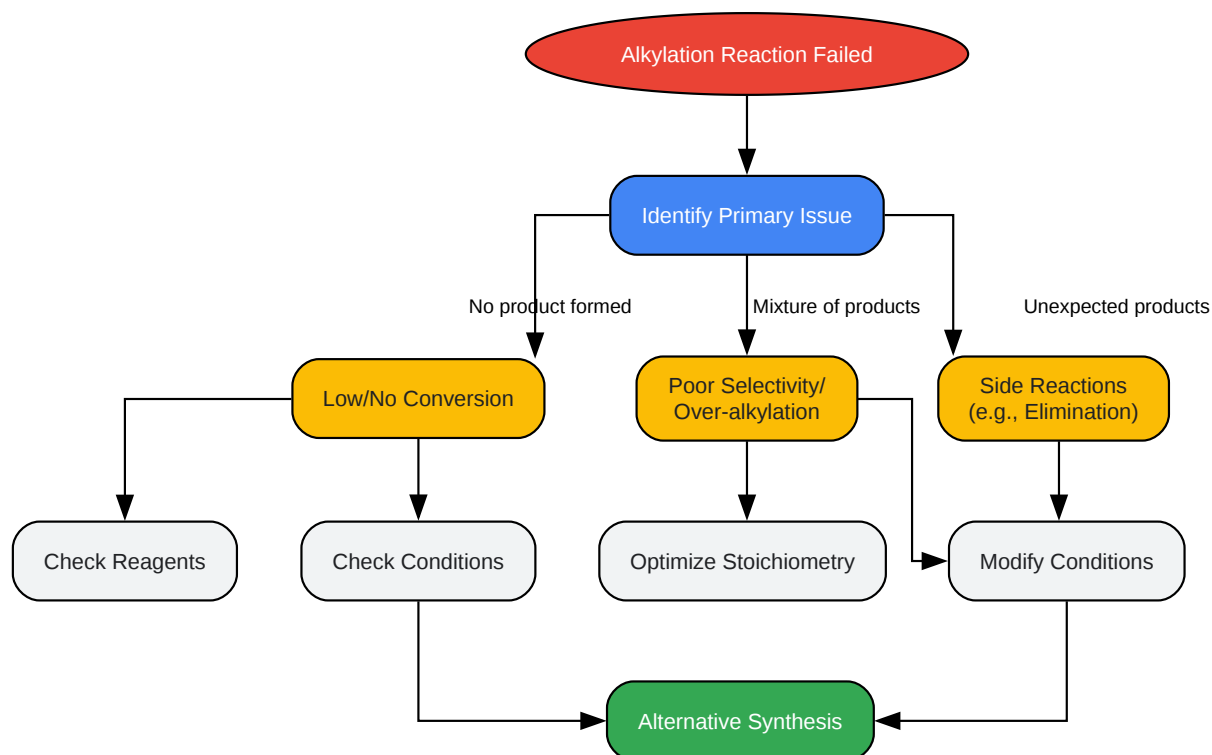 Alkylation Reaction Failed
Identify Primary Issue
No product formed
Mixture of products
Unexpected products
Low/No Conversion
Poor Selectivity/
Over-alkylation
Side Reactions
(e.g., Elimination)
Check Reagents
Check Conditions
Optimize Stoichiometry
Modify Conditions
Alternative Synthesis